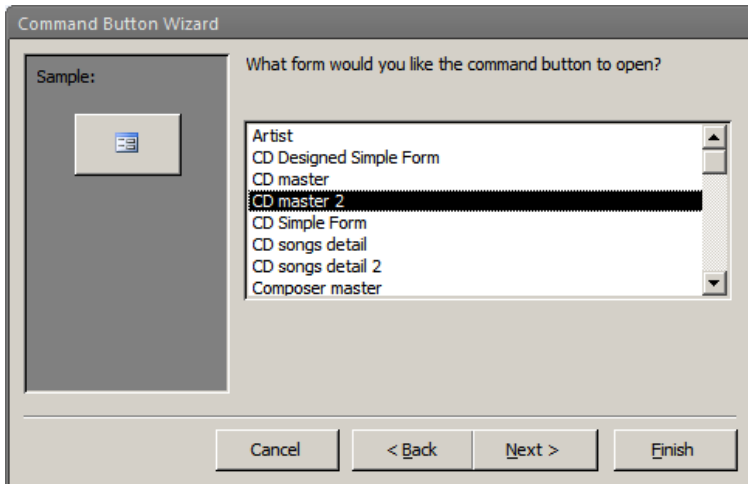 Command Button Wizard
Sample:
What form would you like the command button to open?
Artist
CD Designed Simple Form
CD master
CD master 2
CD Simple Form
CD songs detail
CD songs detail 2
Composer master
Cancel
< Back
Next >
Finish